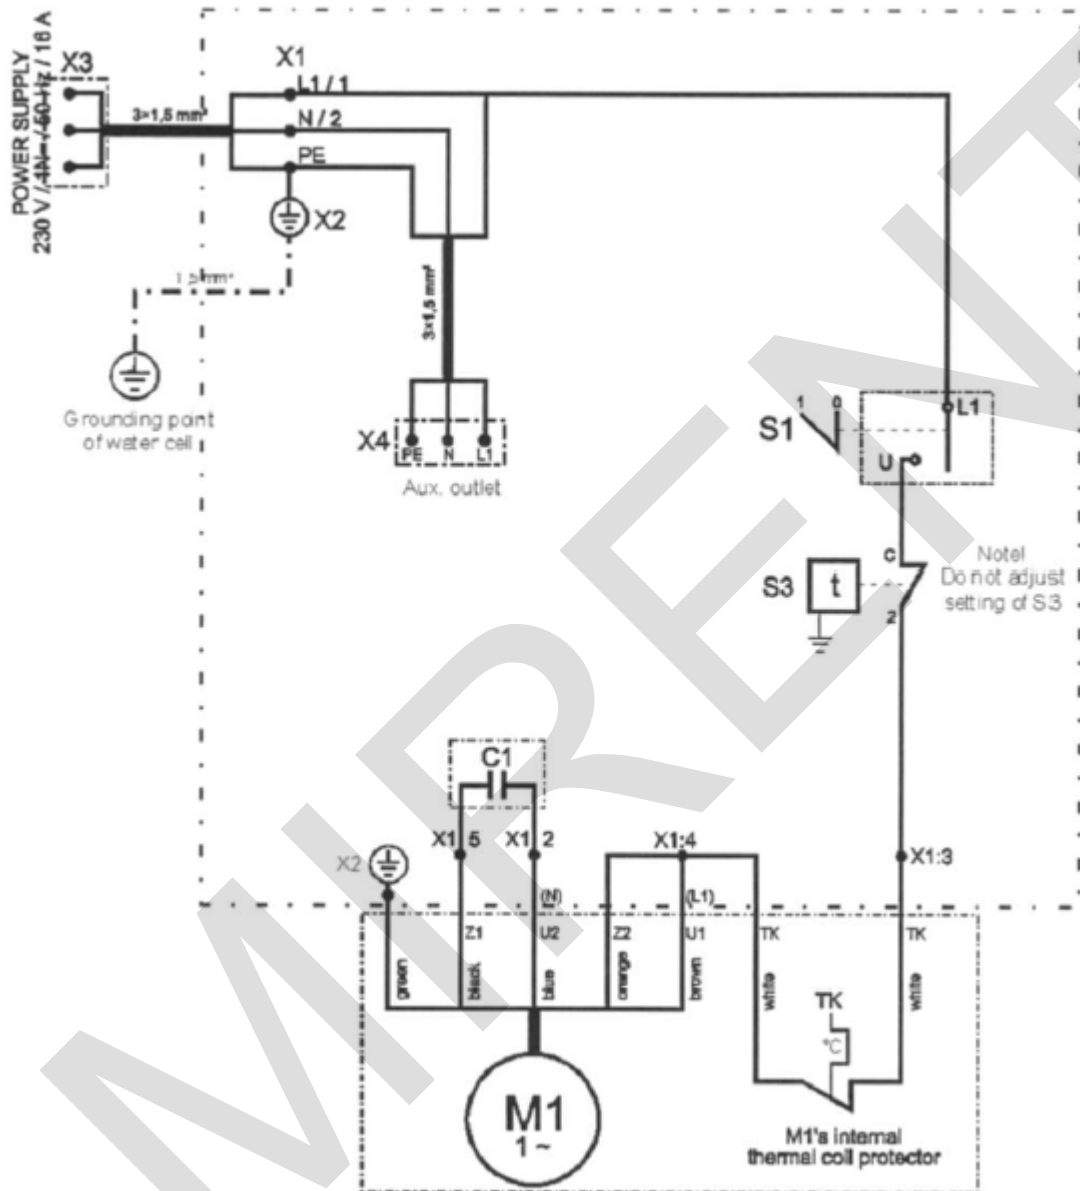 POWER SUPPLY
230 V / 1N~ / 50 Hz / 16 A
X3
3×1,5 mm²
X1
L1 / 1
N / 2
PE
X2
1,5 mm²
Grounding point
of water cell
3×1,5 mm²
X4
PE N L1
Aux. outlet
S1
1 0
L1
U
S3
t
C
2
Note!
Do not adjust
setting of S3
C1
X1 5
X1 2
X1:4
X1:3
X2
(N)
(L1)
Z1
U2
Z2
U1
TK
TK
green
black
blue
orange
brown
white
white
TK
°C
M1
1 ~
M1's internal
thermal coil protector
MIRENT